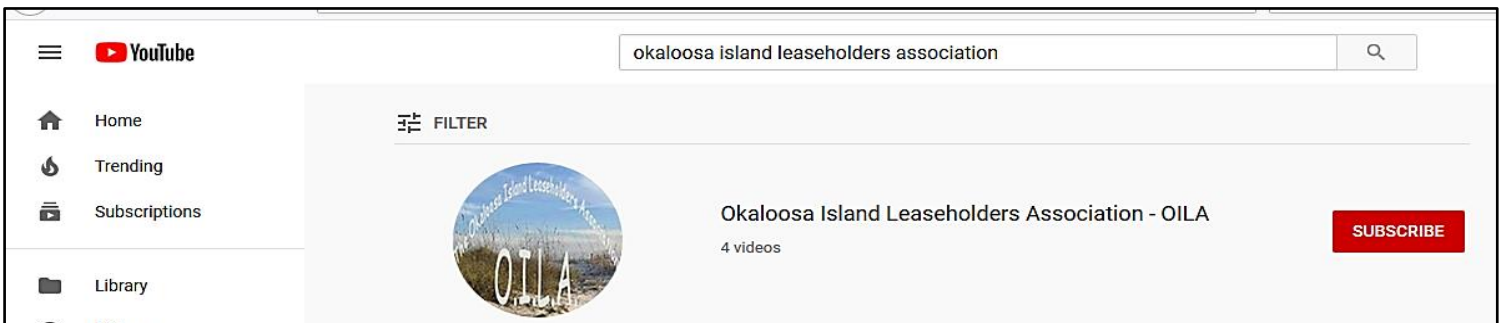 YouTube
okaloosa island leaseholders association
Home
Trending
Subscriptions
Library
FILTER
The Okaloosa Island Leaseholders Association
O.I.L.A.
Okaloosa Island Leaseholders Association - OILA
4 videos
SUBSCRIBE